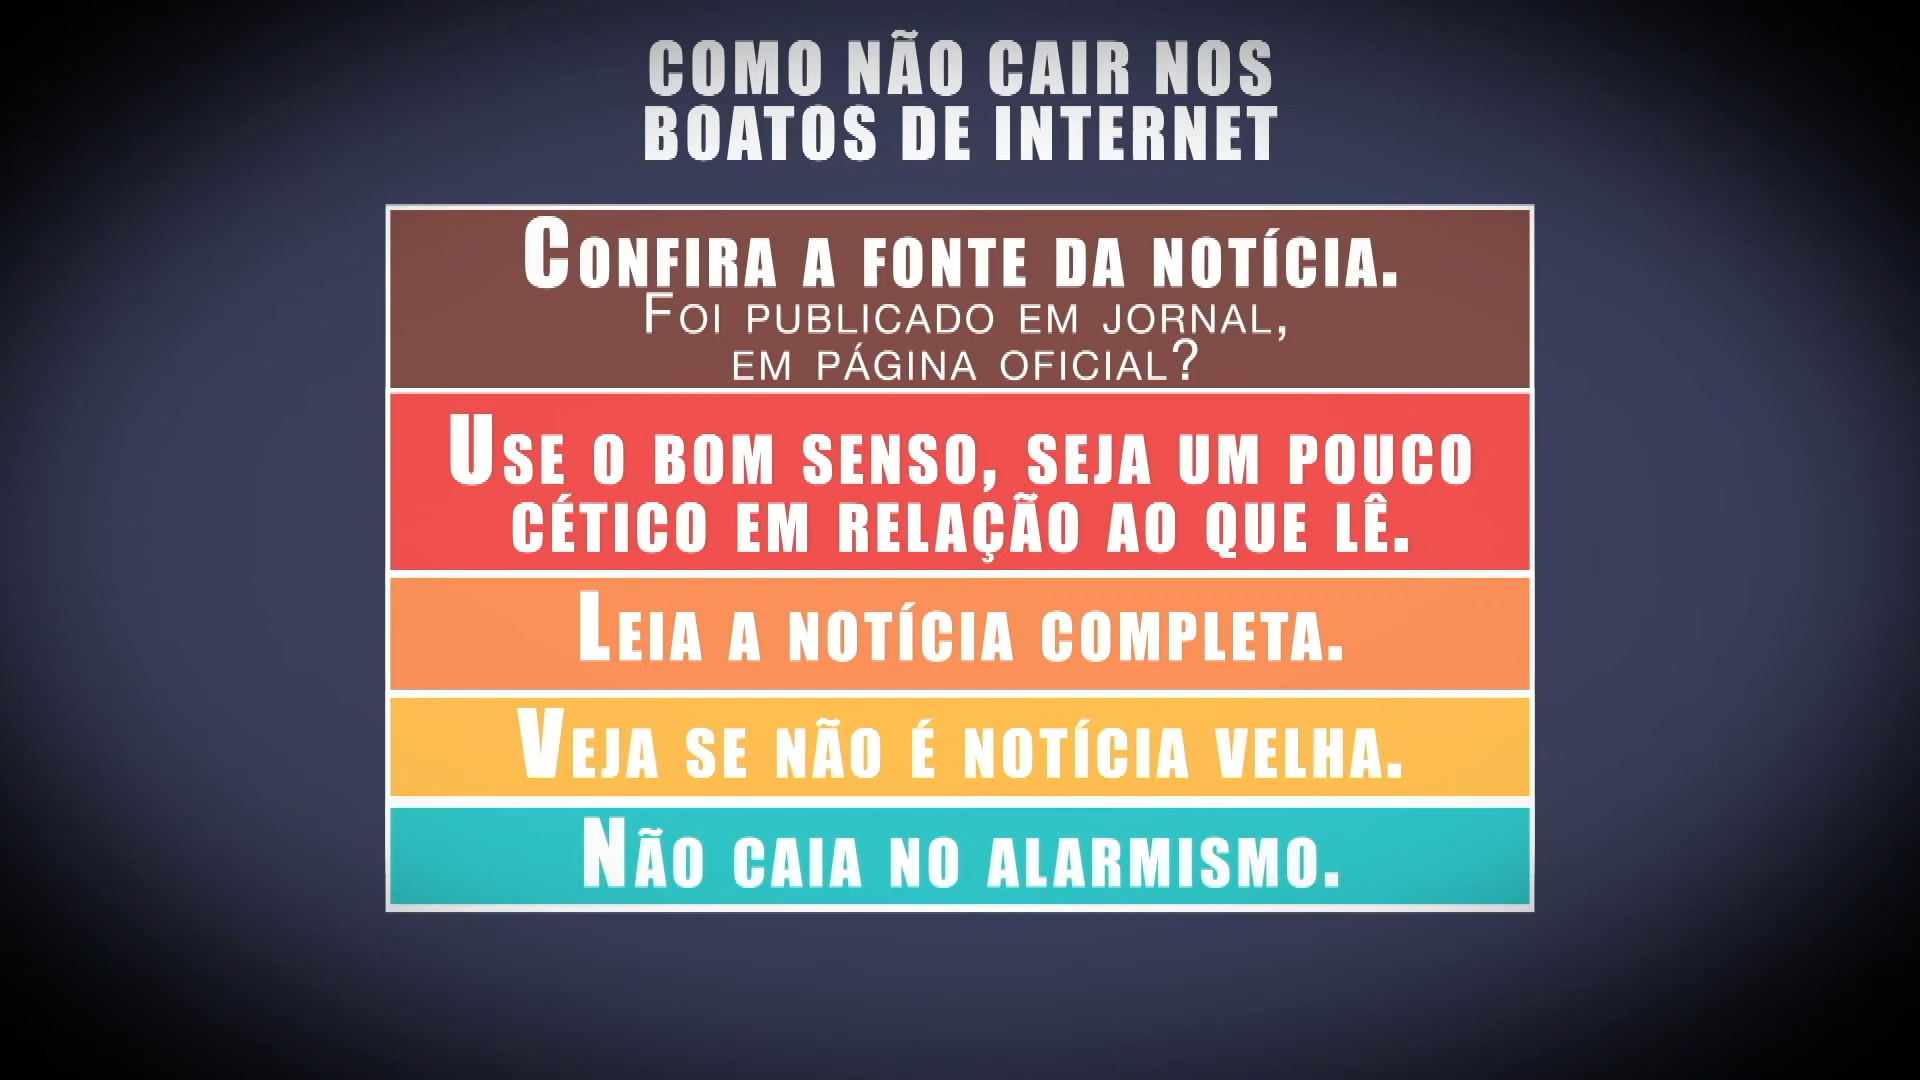 COMO NÃO CAIR NOS
BOATOS DE INTERNET
CONFIRA A FONTE DA NOTÍCIA.
FOI PUBLICADO EM JORNAL,
EM PÁGINA OFICIAL?
USE O BOM SENSO, SEJA UM POUCO
CÉTICO EM RELAÇÃO AO QUE LÊ.
LEIA A NOTÍCIA COMPLETA.
VEJA SE NÃO É NOTÍCIA VELHA.
NÃO CAIA NO ALARMISMO.